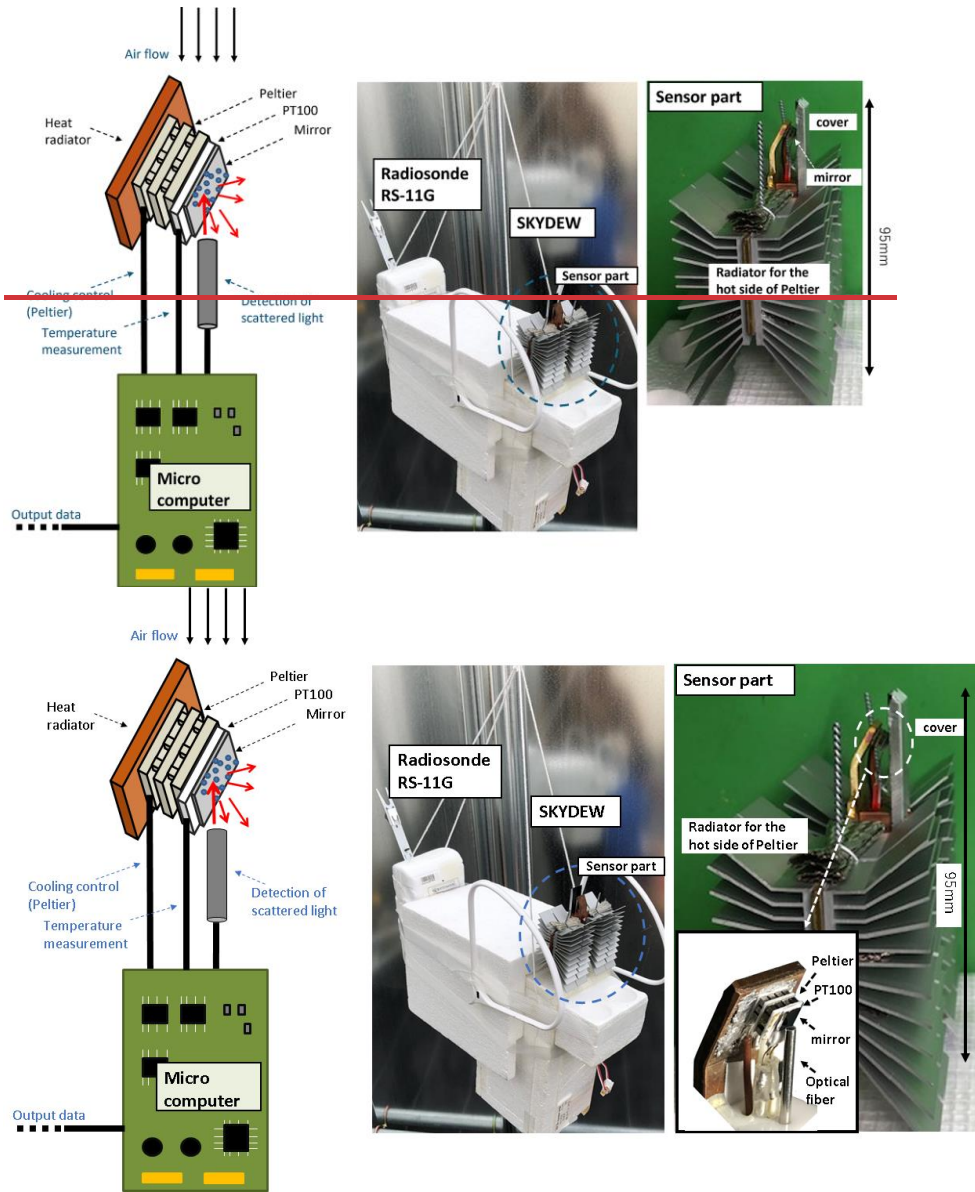 Air flow
Peltier
PT100
Mirror
Heat
radiator
Cooling control
(Peltier)
Temperature
measurement
Detection of
scattered light
Micro
computer
Output data
Radiosonde
RS-11G
SKYDEW
Sensor part
Sensor part
cover
mirror
95mm
Radiator for the
hot side of Peltier
Air flow
Peltier
PT100
Mirror
Heat
radiator
Cooling control
(Peltier)
Temperature
measurement
Detection of
scattered light
Micro
computer
Output data
Radiosonde
RS-11G
SKYDEW
Sensor part
Sensor part
cover
Radiator for the
hot side of Peltier
95mm
Peltier
PT100
mirror
Optical
fiber